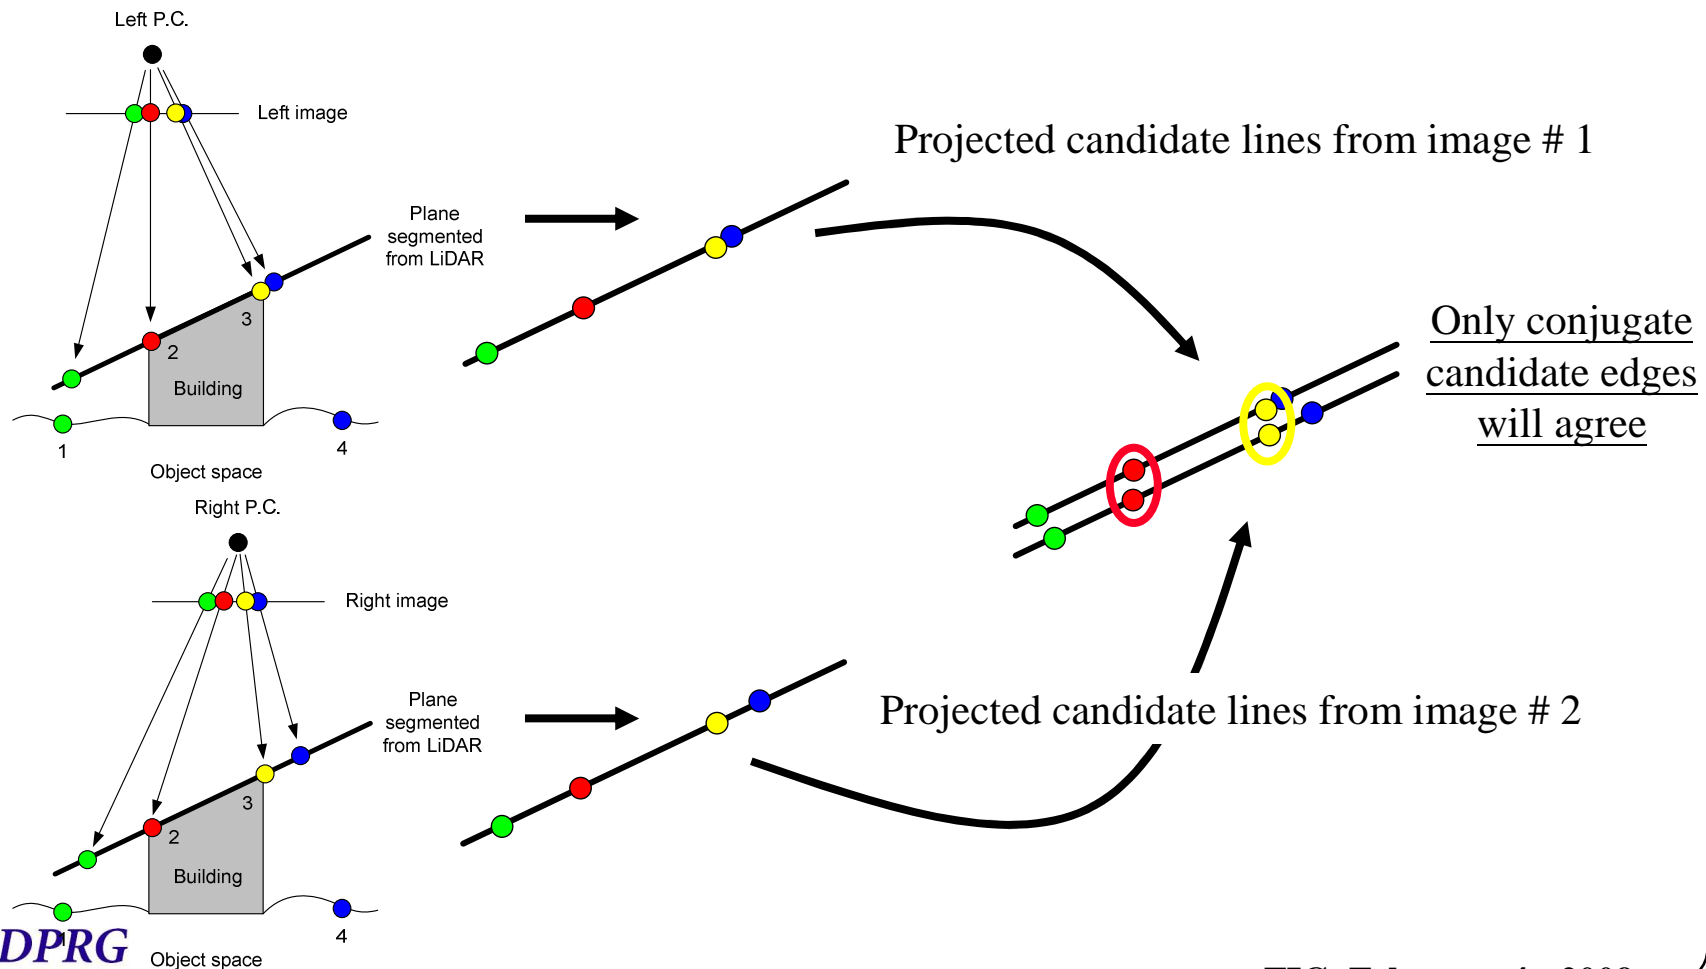 Left P.C.
Left image
Projected candidate lines from image # 1
Plane
segmented
from LiDAR
3
2
Building
1
4
Object space
Only conjugate
candidate edges
will agree
Right P.C.
Right image
Plane
segmented
from LiDAR
Projected candidate lines from image # 2
3
2
Building
4
DPRG
Object space